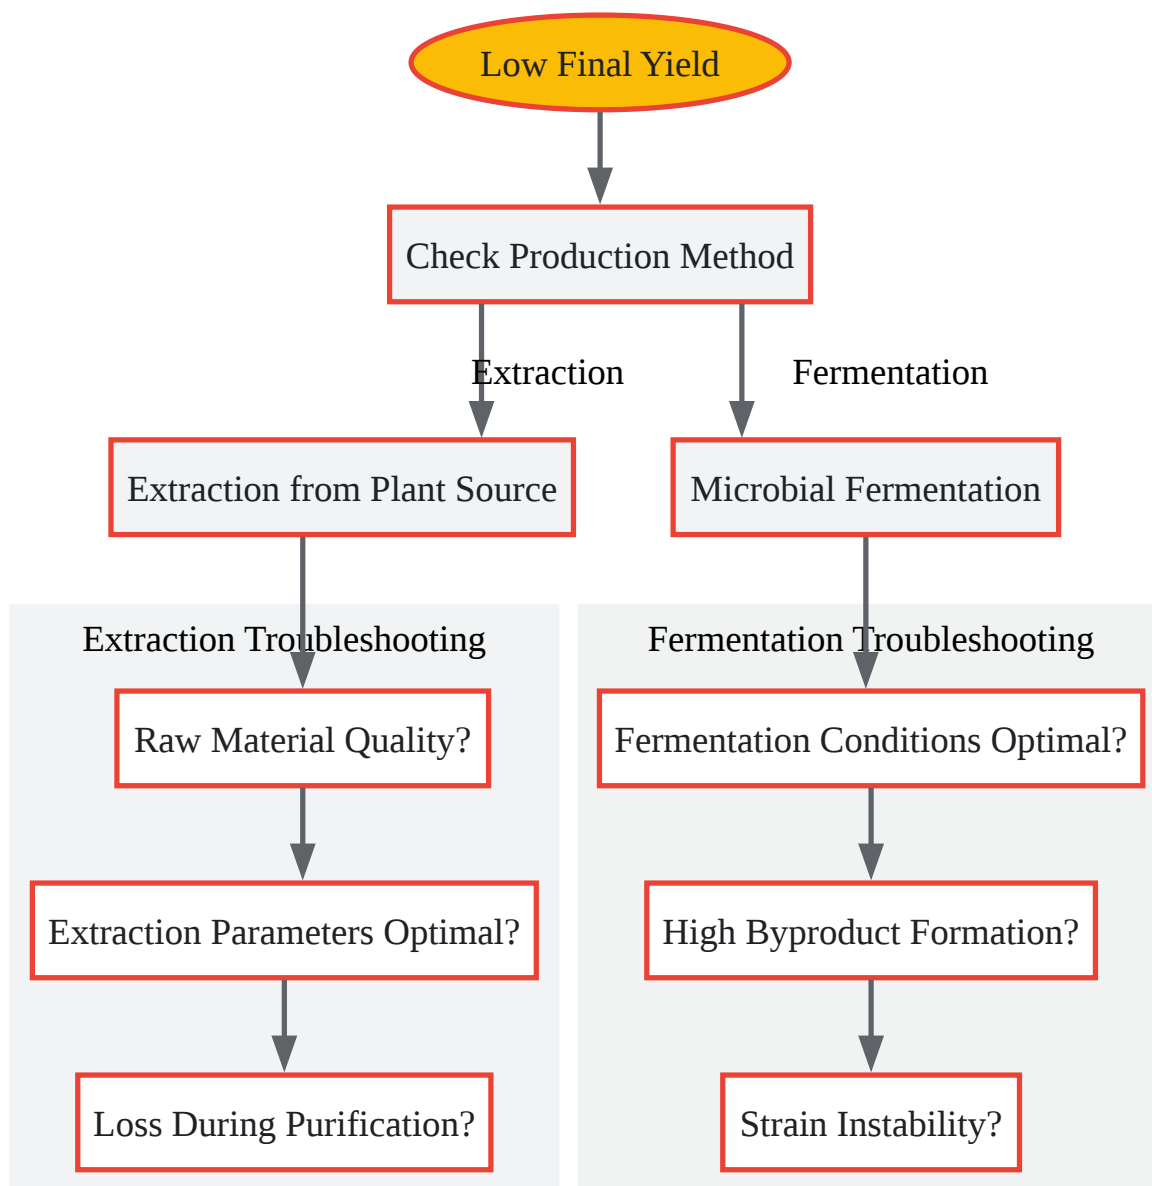 Low Final Yield
Check Production Method
Extraction
Fermentation
Extraction from Plant Source
Microbial Fermentation
Extraction Troubleshooting
Fermentation Troubleshooting
Raw Material Quality?
Fermentation Conditions Optimal?
Extraction Parameters Optimal?
High Byproduct Formation?
Loss During Purification?
Strain Instability?